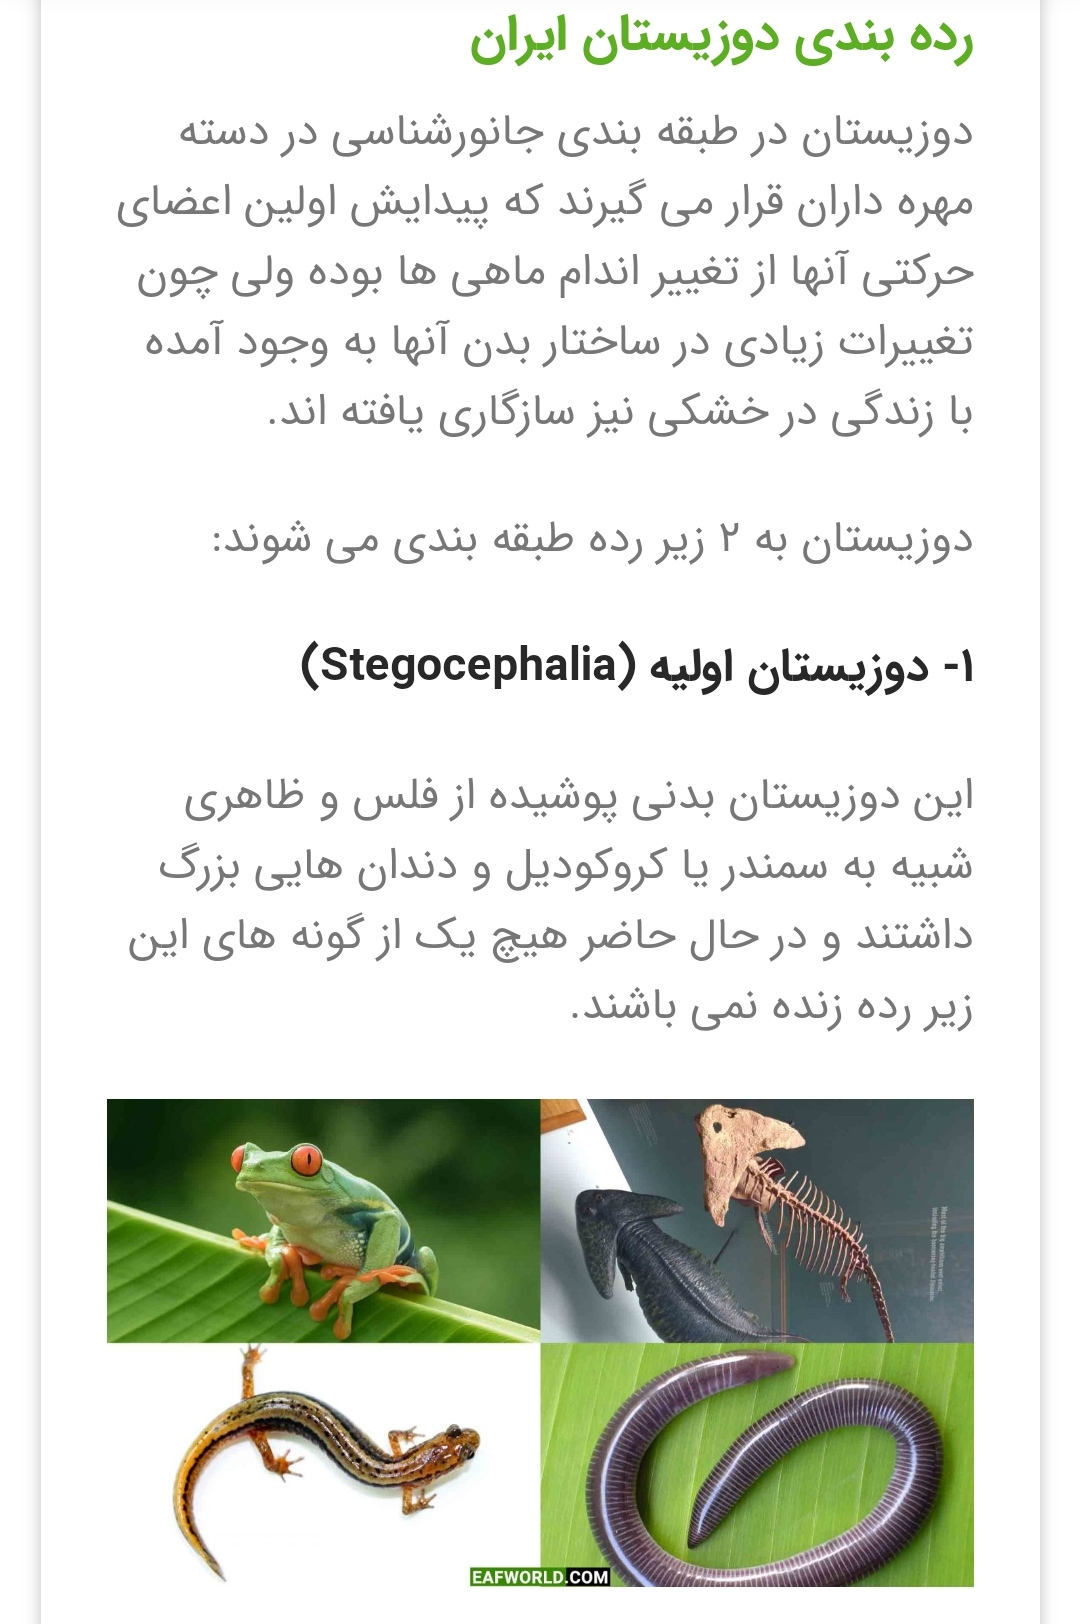 رده بندی دوزیستان ایران
دوزیستان در طبقه بندی جانورشناسی در دسته
مهره داران قرار می گیرند که پیدایش اولین اعضای
حرکتی آنها از تغییر اندام ماهی ها بوده ولی چون
تغییرات زیادی در ساختار بدن آنها به وجود آمده
با زندگی در خشکی نیز سازگاری یافته اند.
دوزیستان به ۲ زیر رده طبقه بندی می شوند:
۱- دوزیستان اولیه (Stegocephalia)
این دوزیستان بدنی پوشیده از فلس و ظاهری
شبیه به سمندر یا کروکودیل و دندان هایی بزرگ
داشتند و در حال حاضر هیچ یک از گونه های این
زیر رده زنده نمی باشند.
EAFWORLD.COM